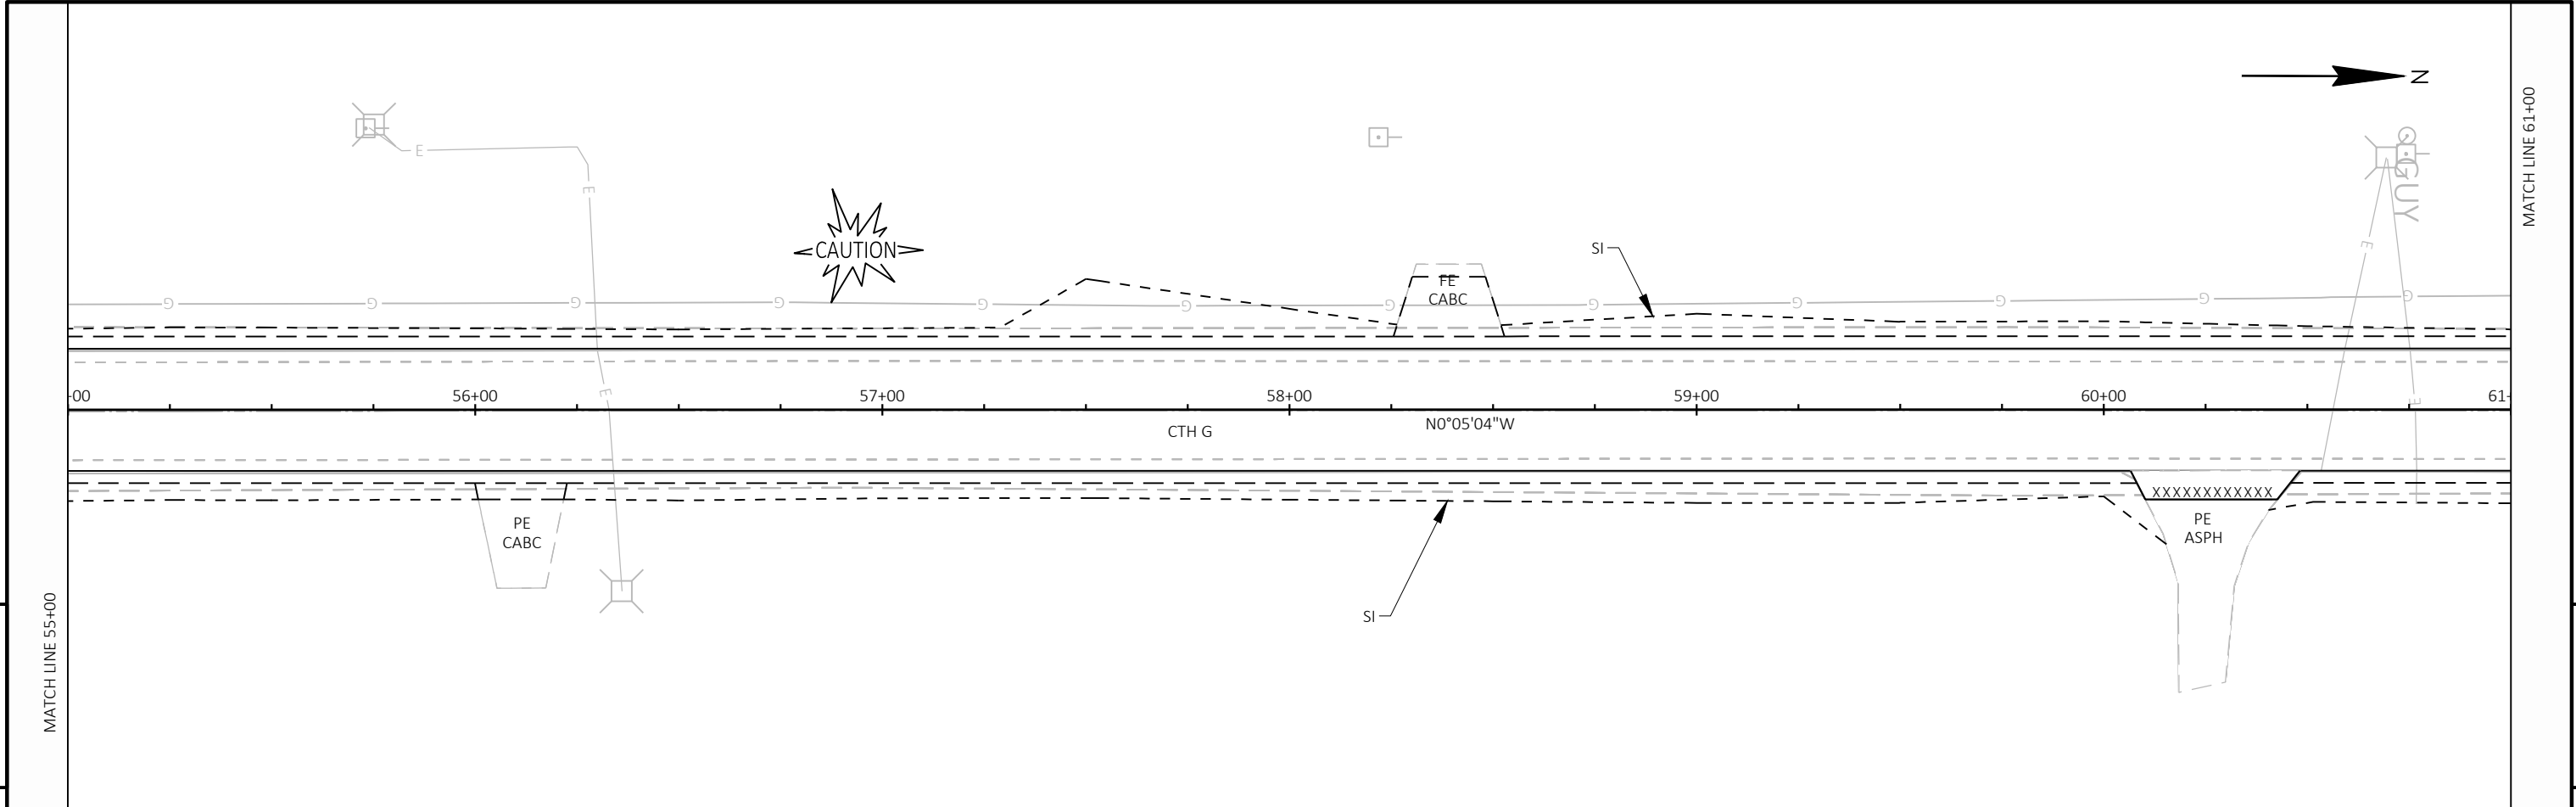 N
MATCH LINE 61+00
E
E
GUY
E
CAUTION
SI
FE
CABC
G
G
G
G
G
G
G
G
G
G
G
G
-00
56+00
57+00
58+00
59+00
60+00
61+
E
E
CTH G
N0°05'04"W
XXXXXXXXXXXX
PE
CABC
PE
ASPH
SI
MATCH LINE 55+00